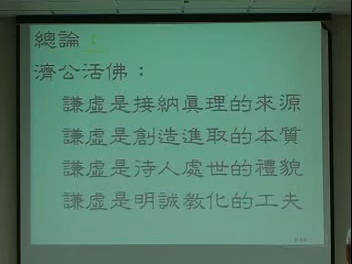 總論
濟公活佛：
謙虛是接納真理的來源
謙虛是創造進取的本質
謙虛是待人處世的禮貌
謙虛是明誠教化的工夫